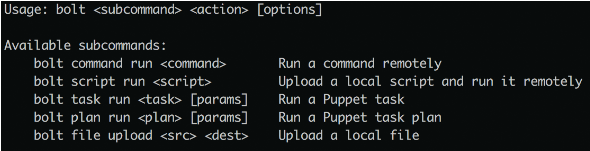 Usage: bolt <subcommand> <action> [options]

Available subcommands:
    bolt command run <command>       Run a command remotely
    bolt script run <script>         Upload a local script and run it remotely
    bolt task run <task> [params]    Run a Puppet task
    bolt plan run <plan> [params]    Run a Puppet task plan
    bolt file upload <src> <dest>    Upload a local file